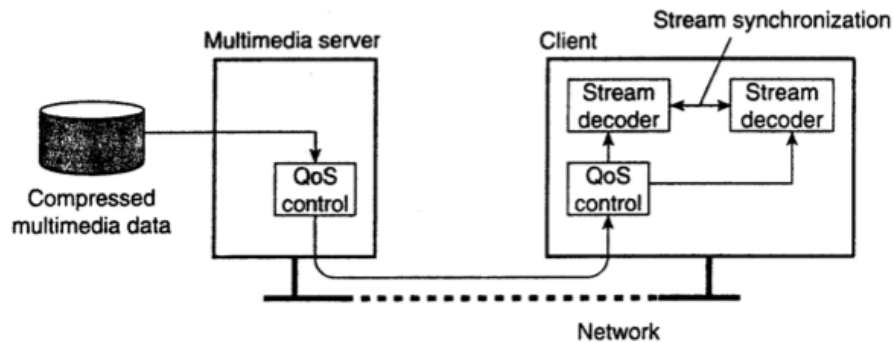 Stream synchronization
Multimedia server
Client
Stream
decoder
Stream
decoder
QoS
control
QoS
control
Compressed
multimedia data
Network